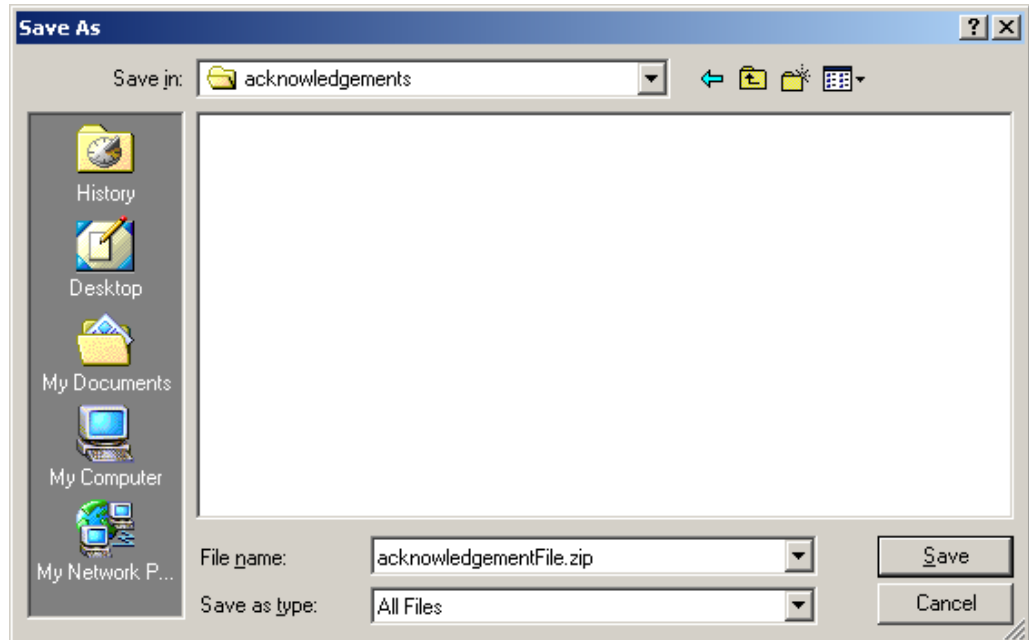 Save As
Save in:
acknowledgements
History
Desktop
My Documents
My Computer
My Network P...
File name:
acknowledgementFile.zip
Save
Save as type:
All Files
Cancel